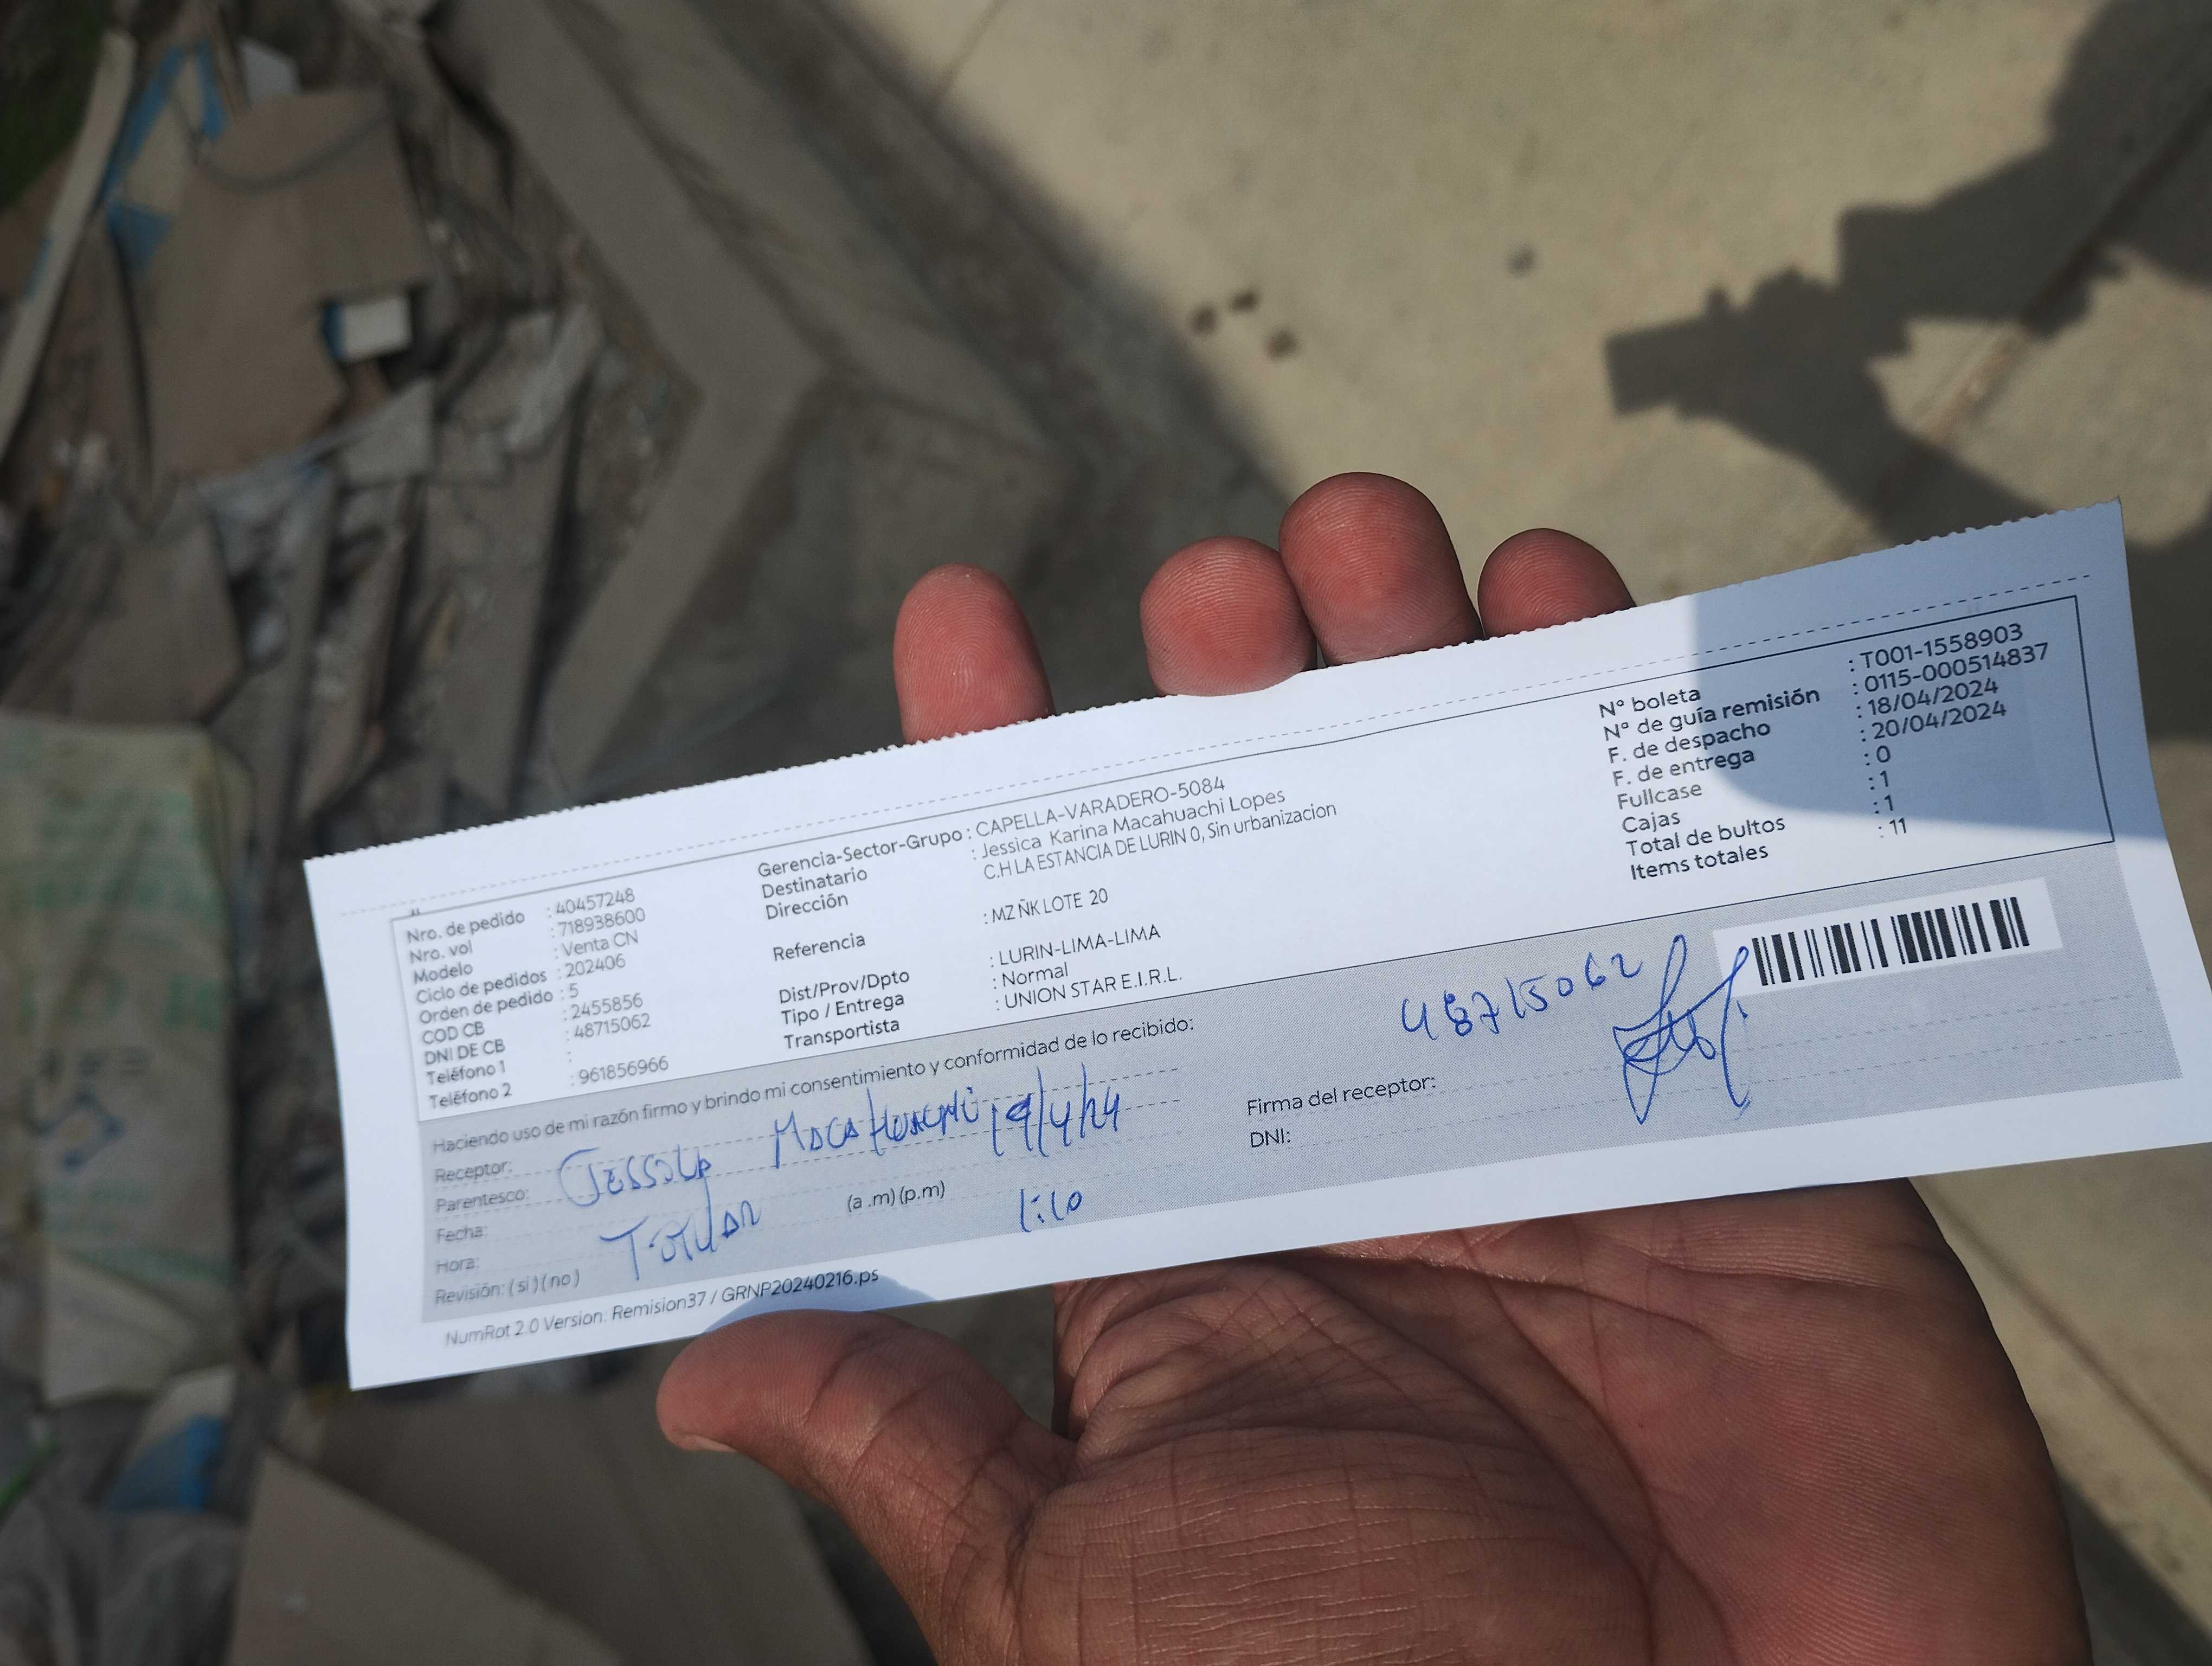 Nro. de pedido : 40457248
Nro. vol : 718938600
Modelo : Venta CN
Ciclo de pedidos : 202406
Orden de pedido : 5
COD CB : 2455856
DNI DE CB : 48715062
Teléfono 1 :
Teléfono 2 : 961856966
Gerencia-Sector-Grupo : CAPELLA-VARADERO-5084
Destinatario : Jessica Karina Macahuachi Lopes
Dirección C.H LA ESTANCIA DE LURIN 0, Sin urbanizacion
Referencia : MZ ÑK LOTE 20
Dist/Prov/Dpto : LURIN-LIMA-LIMA
Tipo / Entrega : Normal
Transportista : UNION STAR E.I.R.L.
N° boleta : T001-1558903
N° de guía remisión : 0115-000514837
F. de despacho : 18/04/2024
F. de entrega : 20/04/2024
Fullcase : 0
Cajas : 1
Total de bultos : 1
Items totales : 11
Haciendo uso de mi razón firmo y brindo mi consentimiento y conformidad de lo recibido:
Receptor: Macahuachi 19/4/24
Parentesco: Titular
Fecha:
Hora: (a .m) (p.m) 1:10
Revisión: (si) (no)
48715062
Firma del receptor:
DNI:
NumRot 2.0 Version: Remision37 / GRNP20240216.ps